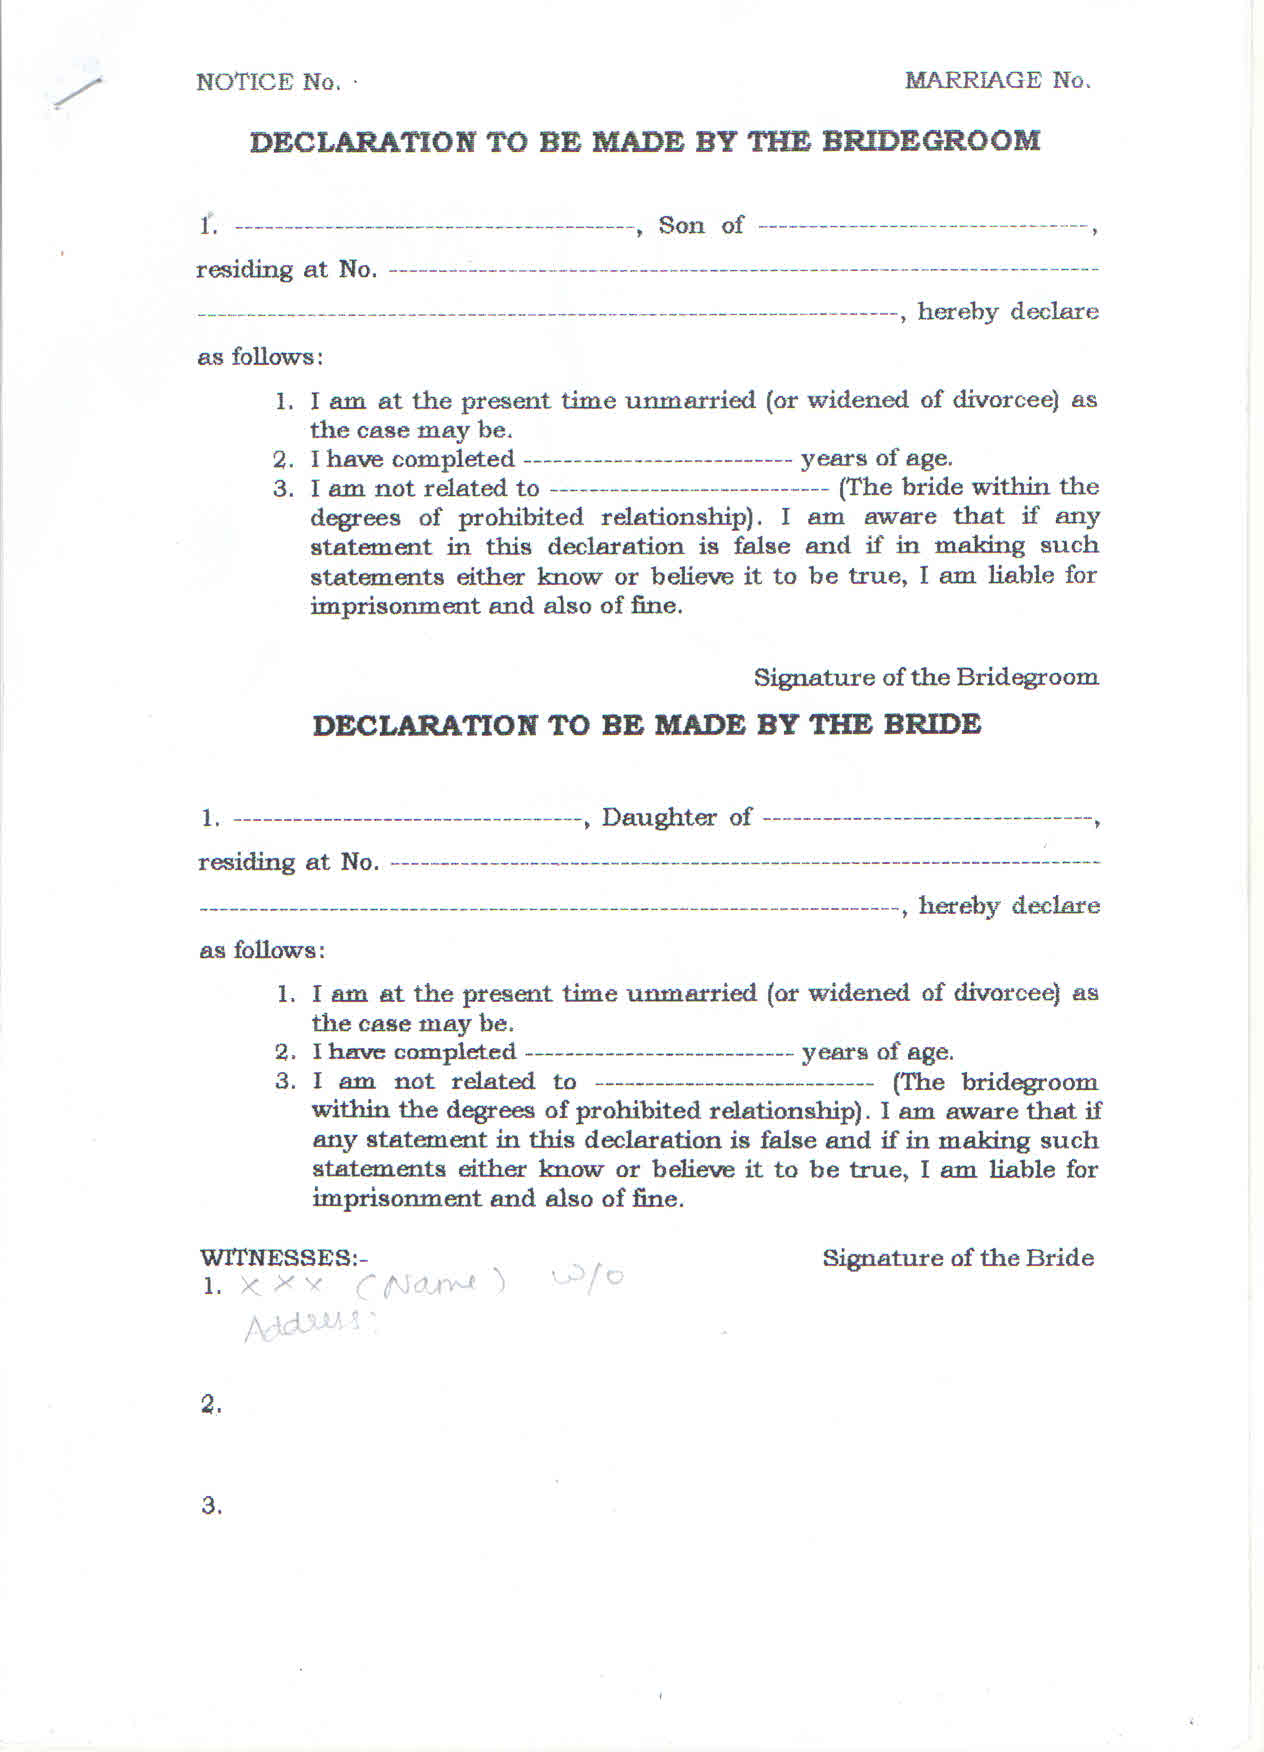 NOTICE No. MARRIAGE No.
DECLARATION TO BE MADE BY THE BRIDEGROOM
1. ----------------------------------------, Son of ---------------------------------,
residing at No. -----------------------------------------------------------------------
----------------------------------------------------------------------, hereby declare
as follows:
1. I am at the present time unmarried (or widened of divorcee) as
the case may be.
2. I have completed --------------------------- years of age.
3. I am not related to ---------------------------- (The bride within the
degrees of prohibited relationship). I am aware that if any
statement in this declaration is false and if in making such
statements either know or believe it to be true, I am liable for
imprisonment and also of fine.
Signature of the Bridegroom
DECLARATION TO BE MADE BY THE BRIDE
1. -----------------------------------, Daughter of ---------------------------------,
residing at No. -----------------------------------------------------------------------
----------------------------------------------------------------------, hereby declare
as follows:
1. I am at the present time unmarried (or widened of divorcee) as
the case may be.
2. I have completed --------------------------- years of age.
3. I am not related to ---------------------------- (The bridegroom
within the degrees of prohibited relationship). I am aware that if
any statement in this declaration is false and if in making such
statements either know or believe it to be true, I am liable for
imprisonment and also of fine.
WITNESSES:- Signature of the Bride
1. x x x (Name) w/o
Address:
2.
3.